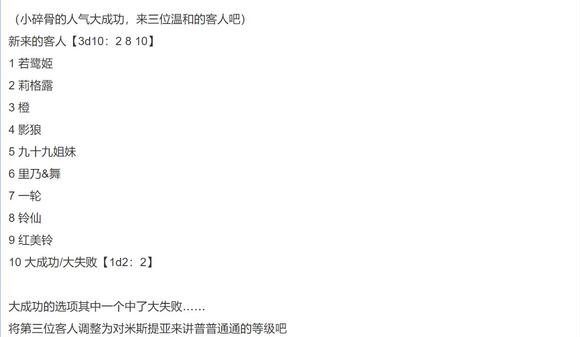 （小碎骨的人气大成功，来三位温和的客人吧）
新来的客人【3d10：2 8 10】
1 若鹭姬
2 莉格露
3 橙
4 影狼
5 九十九姐妹
6 里乃&舞
7 一轮
8 铃仙
9 红美铃
10 大成功/大失败【1d2：2】
大成功的选项其中一个中了大失败……
将第三位客人调整为对米斯提亚来讲普普通通的等级吧